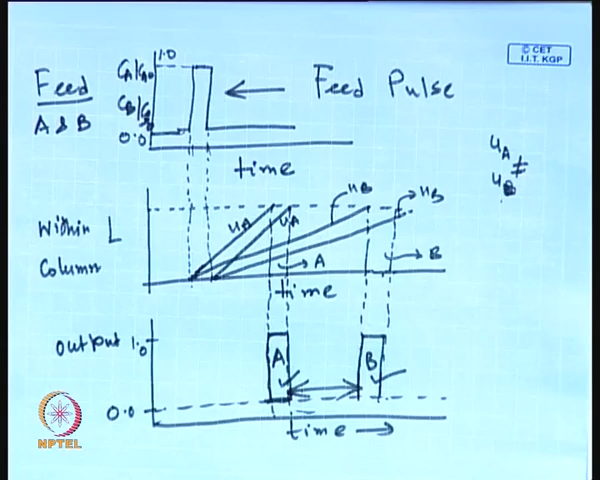 © CET
I.I.T. KGP
Feed
A & B
CA/CA0 1.0
CB/CB0
0.0
Feed Pulse
time
uA ≠ uB
Within L
Column
uA uA uB uB
A B
time
output 1.0
A B
0.0
time →
NPTEL